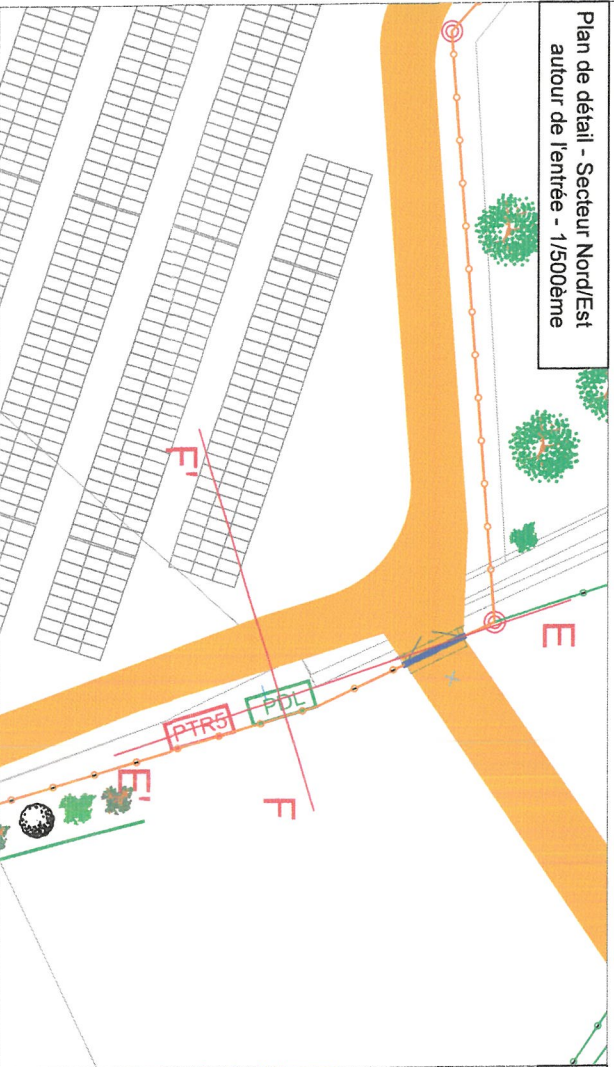 Plan de détail - Secteur Nord/Est
autour de l'entrée - 1/500ème
E
F'
PDL
PTR5
E'
F